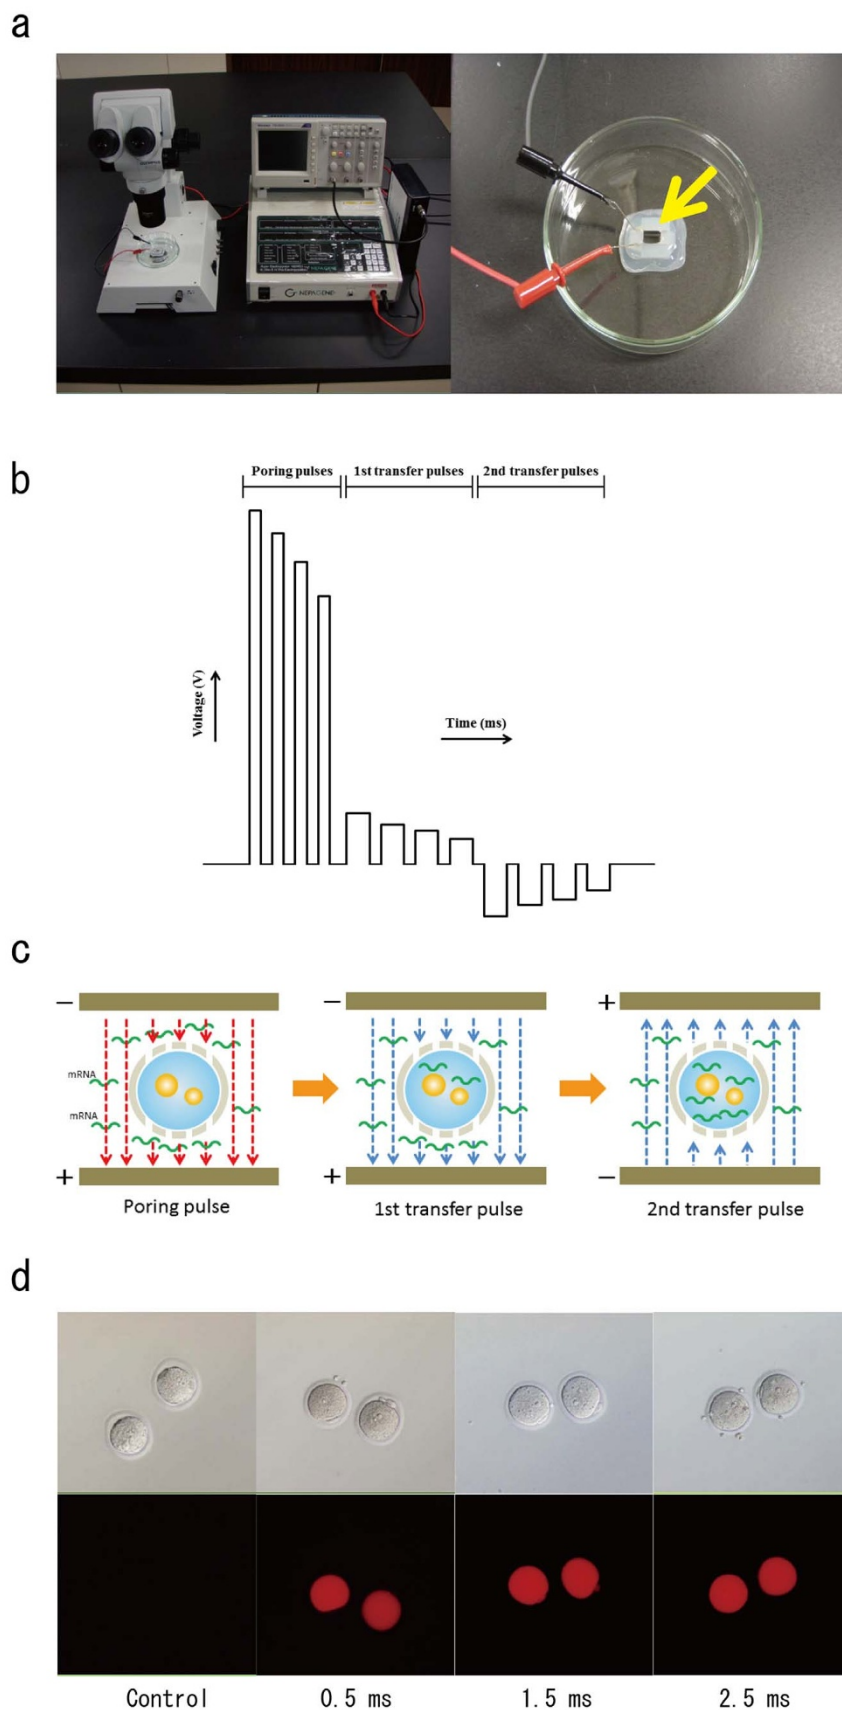 a
NEPAGENE
b
Poring pulses 1st transfer pulses 2nd transfer pulses
Voltage (V)
Time (ms)
c
− − +
mRNA
mRNA
+ + −
Poring pulse 1st transfer pulse 2nd transfer pulse
d
Control 0.5 ms 1.5 ms 2.5 ms